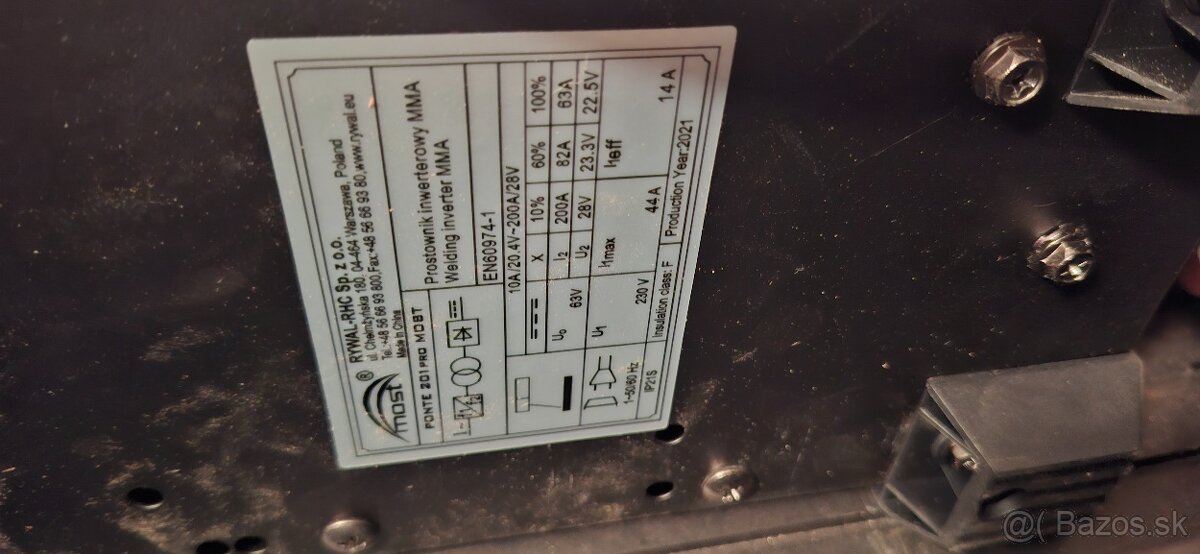 most®
RYWAL-RHC Sp. z o.o.
ul. Chełmżyńska 180, 04-464 Warszawa, Poland
Tel.:+48 56 66 93 800,Fax:+48 56 66 93 80,www.rywal.eu
Made in China
PONTE 201 PRO MOST
Prostownik inwerterowy MMA
Welding inverter MMA
EN60974-1
10A/20.4V~200A/28V
X 10% 60% 100%
U₀ 63V I₂ 200A 82A 63A
U₂ 28V 23.3V 22.5V
1~50/60 Hz U1 230 V I1max 44 A I1eff 14 A
IP21S Insulation class: F Production Year:2021
@( Bazos.sk